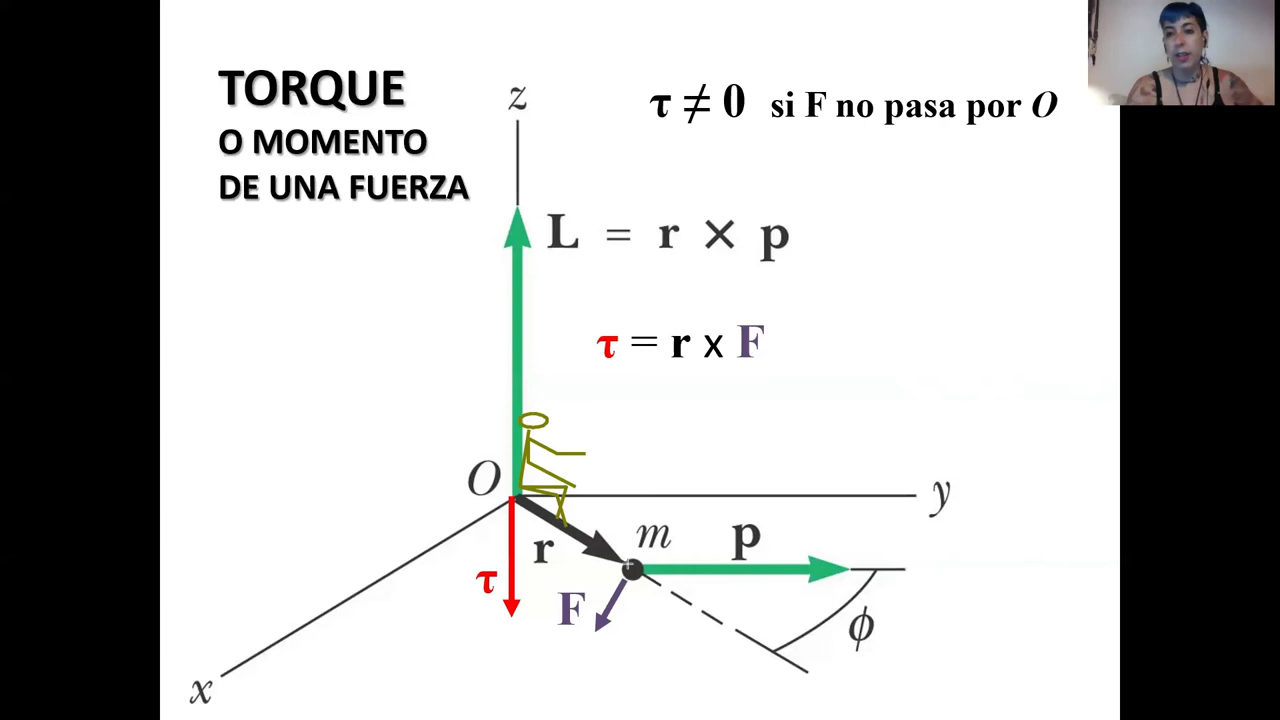 TORQUE
O MOMENTO
DE UNA FUERZA
τ ≠ 0 si F no pasa por O
z
L = r × p
τ = r x F
O
y
m
p
r
τ
F
ϕ
x